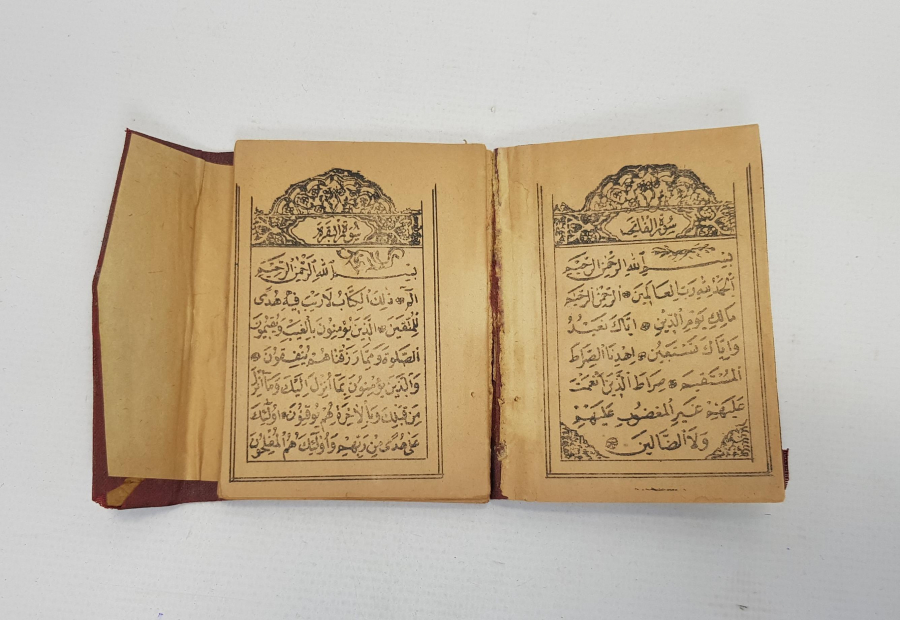 سورة الفاتحة
بسم الله الرحمن الرحيم
الحمد لله رب العالمين الرحمن الرحيم
مالك يوم الدين اياك نعبد
واياك نستعين اهدنا الصراط
المستقيم صراط الذين انعمت
عليهم غير المغضوب عليهم
ولا الضالين
سورة البقرة
بسم الله الرحمن الرحيم
الم ذلك الكتاب لا ريب فيه هدى
للمتقين الذين يؤمنون بالغيب ويقيمون
الصلوة ومما رزقناهم ينفقون
والذين يؤمنون بما انزل اليك وما انزل
من قبلك وبالاخرة هم يوقنون اولئك
على هدى من ربهم واولئك هم المفلحون